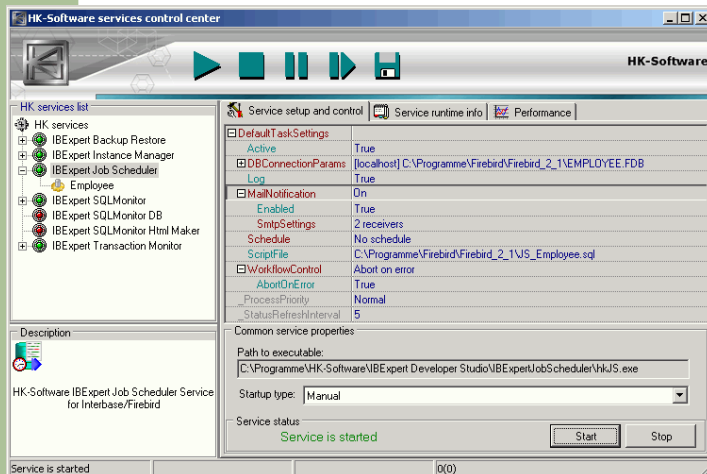 HK-Software services control center
HK-Software
HK services list
HK services
IBExpert Backup Restore
IBExpert Instance Manager
IBExpert Job Scheduler
Employee
IBExpert SQLMonitor
IBExpert SQLMonitor DB
IBExpert SQLMonitor Html Maker
IBExpert Transaction Monitor
Description
HK-Software IBExpert Job Scheduler Service
for Interbase/Firebird
Service setup and control
Service runtime info
Performance
DefaultTaskSettings
Active True
DBConnectionParams [localhost] C:\Programme\Firebird\Firebird_2_1\EMPLOYEE.FDB
Log True
MailNotification On
Enabled True
SmtpSettings 2 receivers
Schedule No schedule
ScriptFile C:\Programme\Firebird\Firebird_2_1\JS_Employee.sql
WorkflowControl Abort on error
AbortOnError True
_ProcessPriority Normal
_StatusRefreshInterval 5
Common service properties
Path to executable:
C:\Programme\HK-Software\IBExpert Developer Studio\IBExpertJobScheduler\hkJS.exe
Startup type: Manual
Service status
Service is started
Start
Stop
Service is started
0(0)